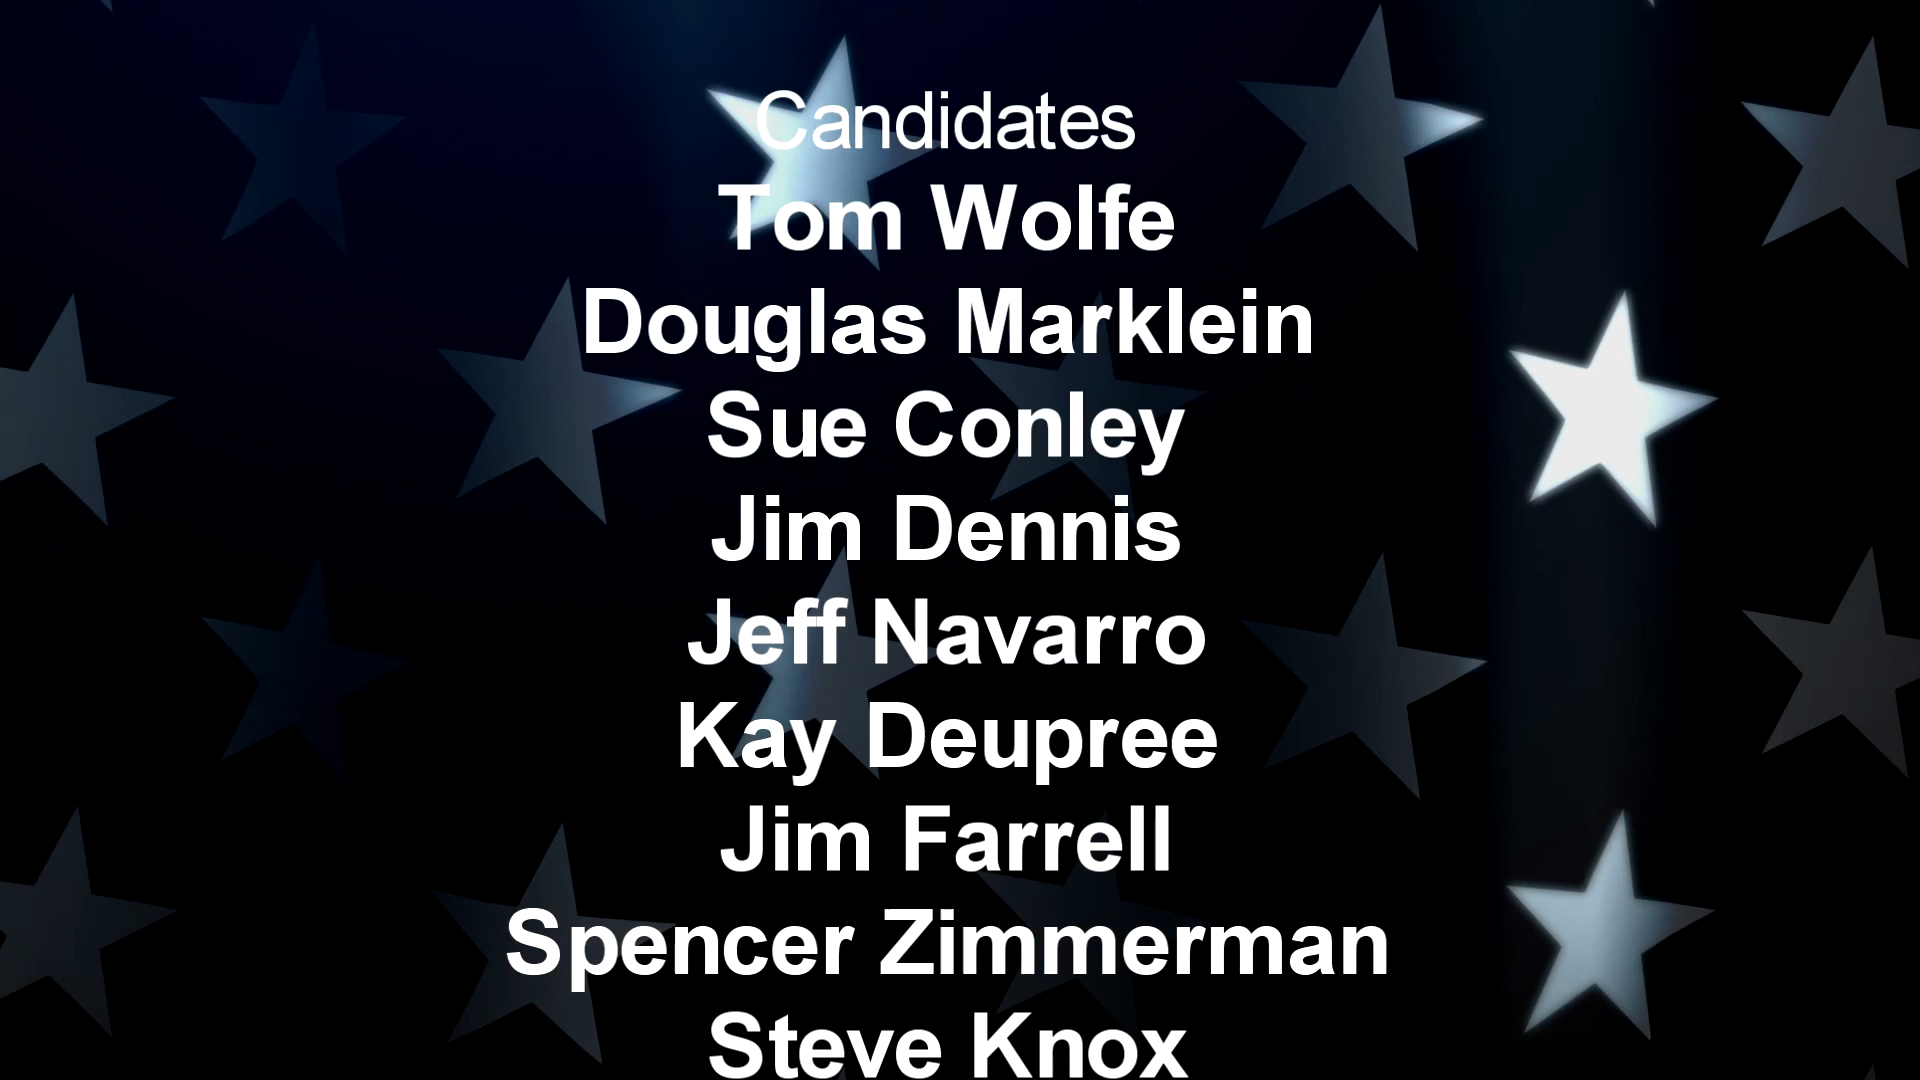 Candidates
Tom Wolfe
Douglas Marklein
Sue Conley
Jim Dennis
Jeff Navarro
Kay Deupree
Jim Farrell
Spencer Zimmerman
Steve Knox